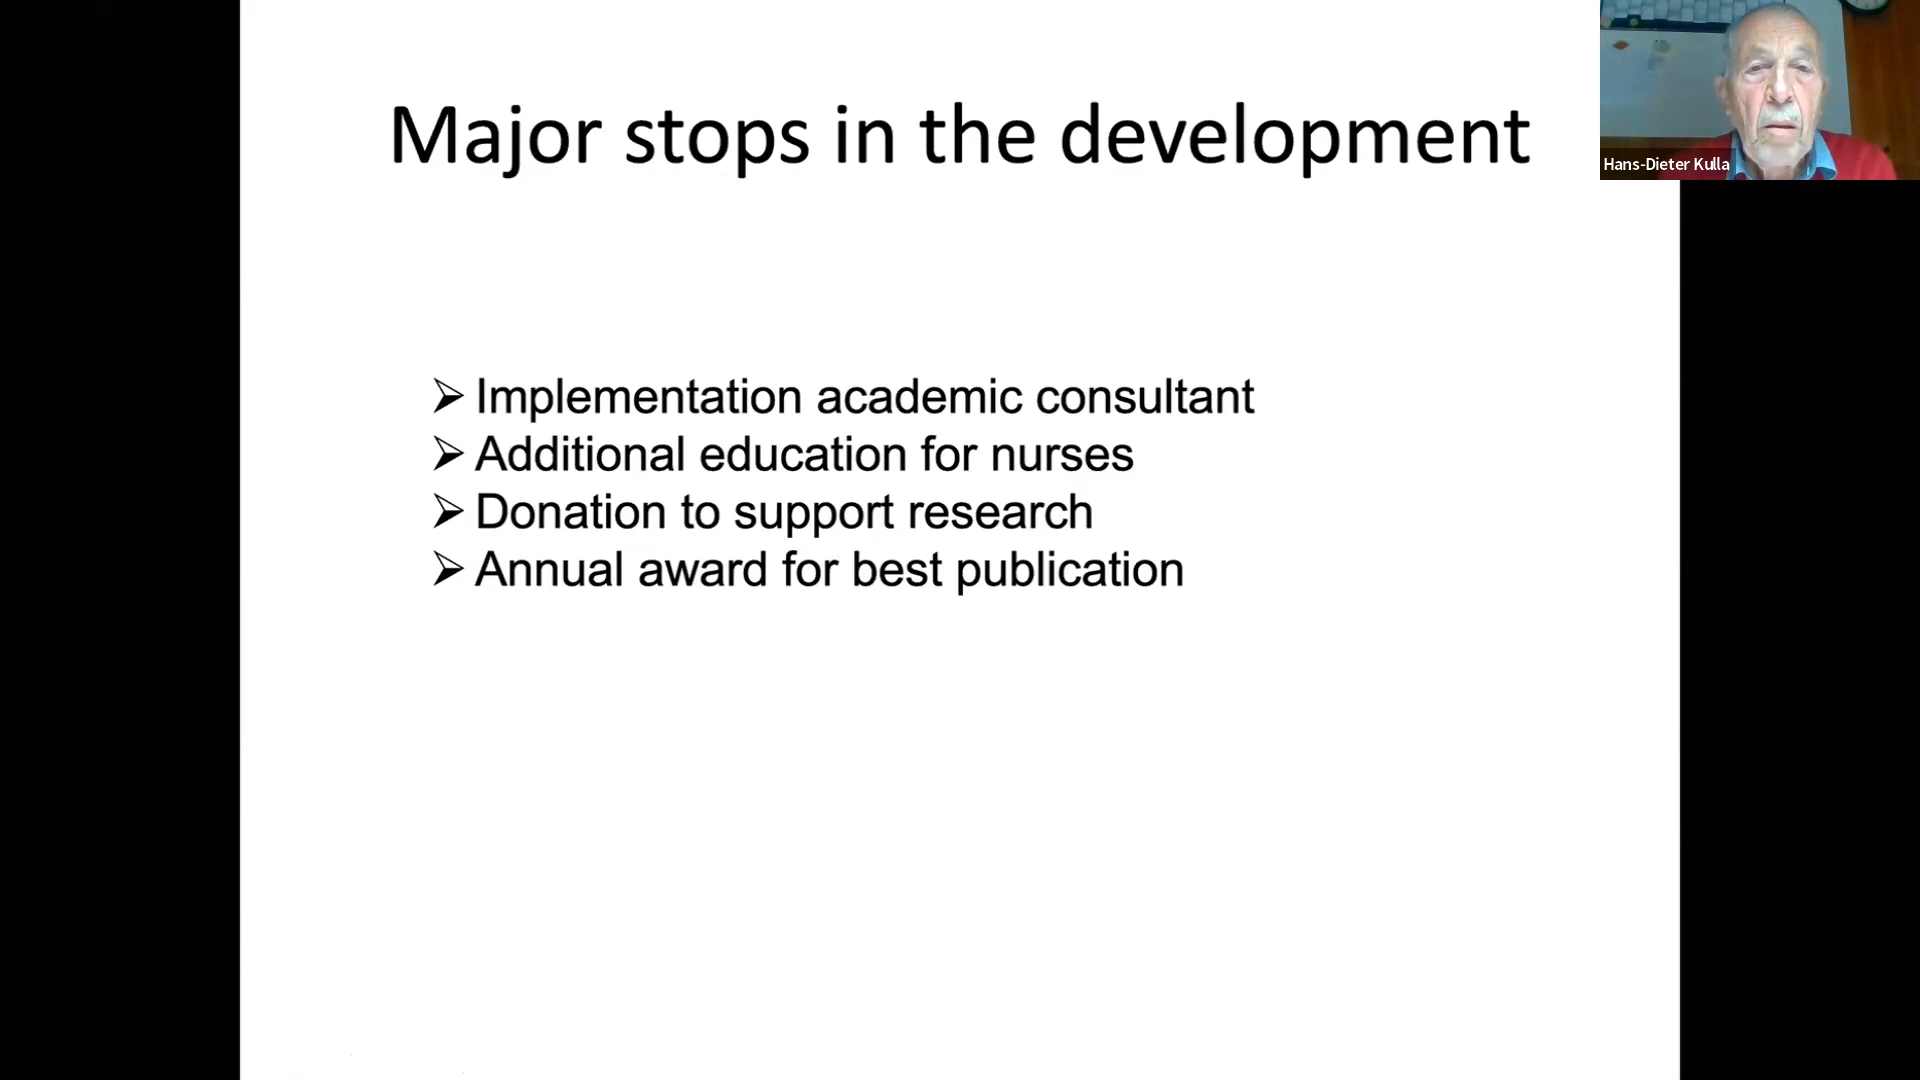 Major stops in the development
Hans-Dieter Kulla
➢ Implementation academic consultant
➢ Additional education for nurses
➢ Donation to support research
➢ Annual award for best publication